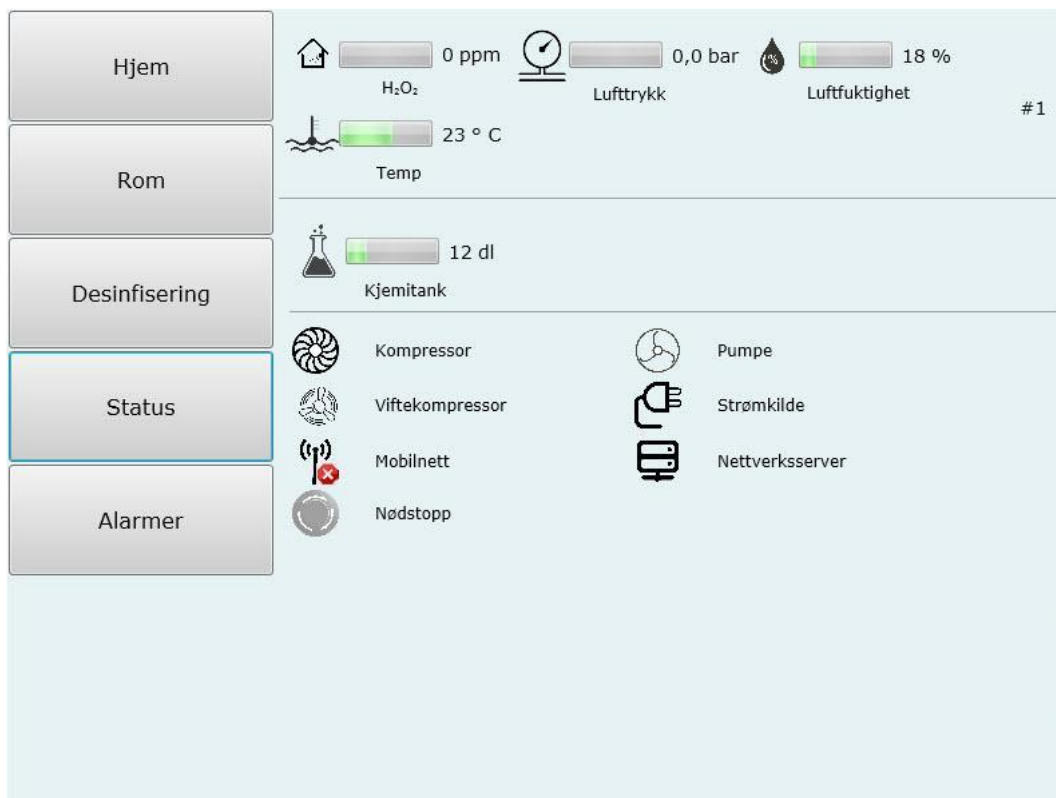 Hjem
Rom
Desinfisering
Status
Alarmer
0 ppm
H₂O₂
0,0 bar
Lufttrykk
(%)
18 %
Luftfuktighet
#1
23 ° C
Temp
12 dl
Kjemitank
Kompressor
Pumpe
Viftekompressor
Strømkilde
Mobilnett
Nettverksserver
Nødstopp